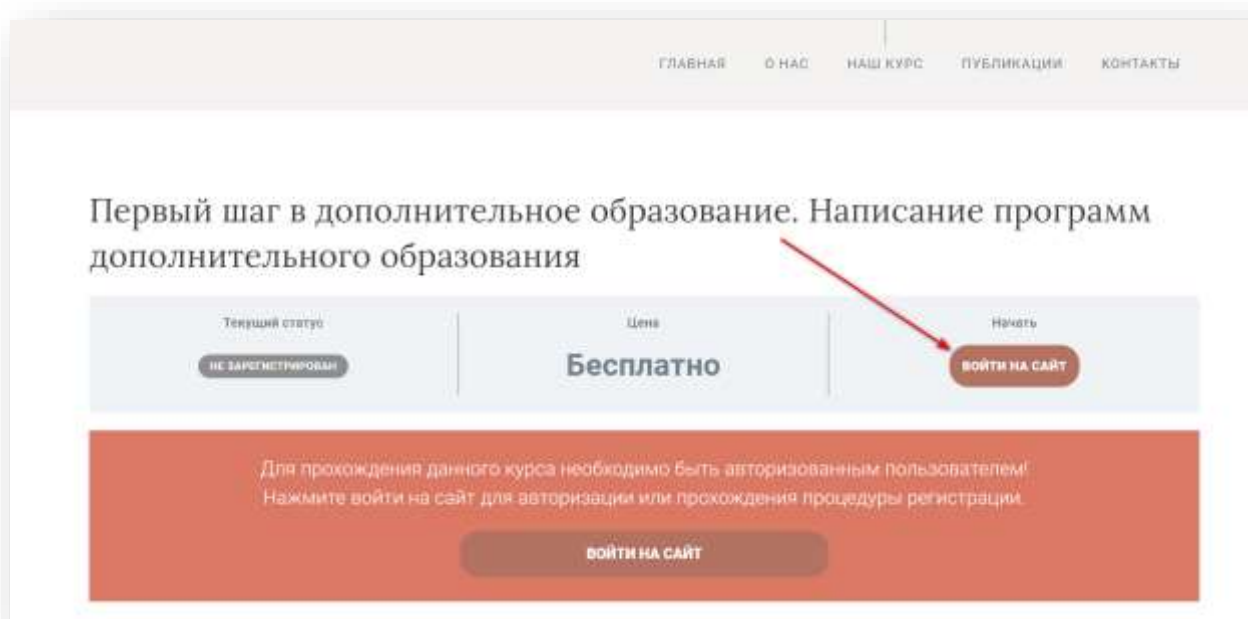 ГЛАВНАЯ О НАС НАШ КУРС ПУБЛИКАЦИИ КОНТАКТЫ
Первый шаг в дополнительное образование. Написание программ
дополнительного образования
Текущий статус
НЕ ЗАРЕГИСТРИРОВАН
Цена
Бесплатно
Начать
ВОЙТИ НА САЙТ
Для прохождения данного курса необходимо быть авторизованным пользователем!
Нажмите войти на сайт для авторизации или прохождения процедуры регистрации.
ВОЙТИ НА САЙТ